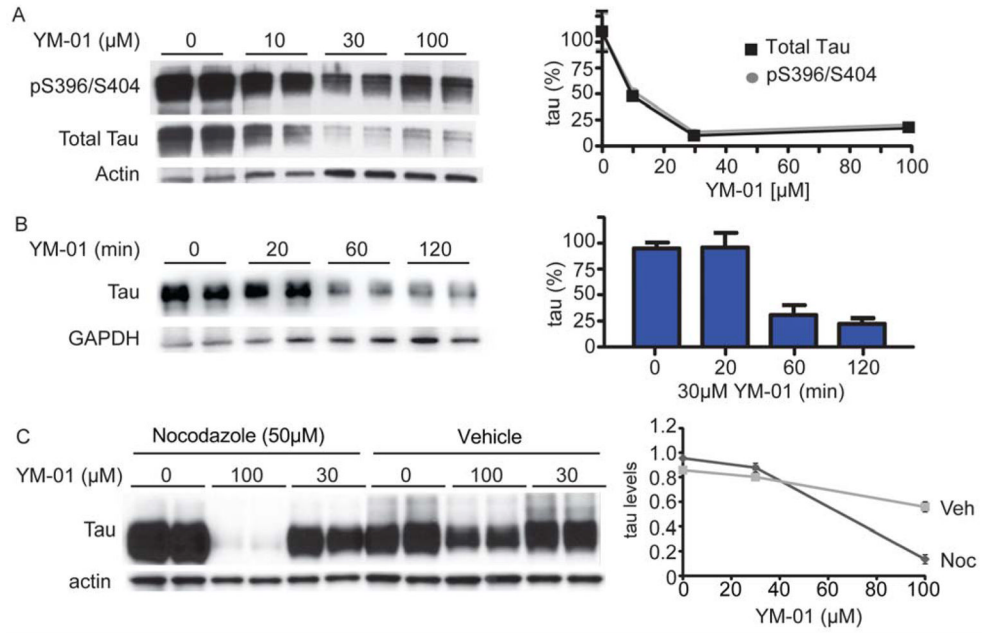 A
YM-01 (µM)
0 10 30 100
pS396/S404
Total Tau
Actin
tau (%)
100
75
50
25
0
Total Tau
pS396/S404
0 20 40 60 80 100
YM-01 [µM]
B
YM-01 (min)
0 20 60 120
Tau
GAPDH
tau (%)
100
75
50
25
0
0 20 60 120
30µM YM-01 (min)
C
Nocodazole (50µM) Vehicle
YM-01 (µM)
0 100 30 0 100 30
Tau
actin
tau levels
1.2
1.0
0.8
0.6
0.4
0.2
0
Veh
Noc
0 20 40 60 80 100
YM-01 (µM)